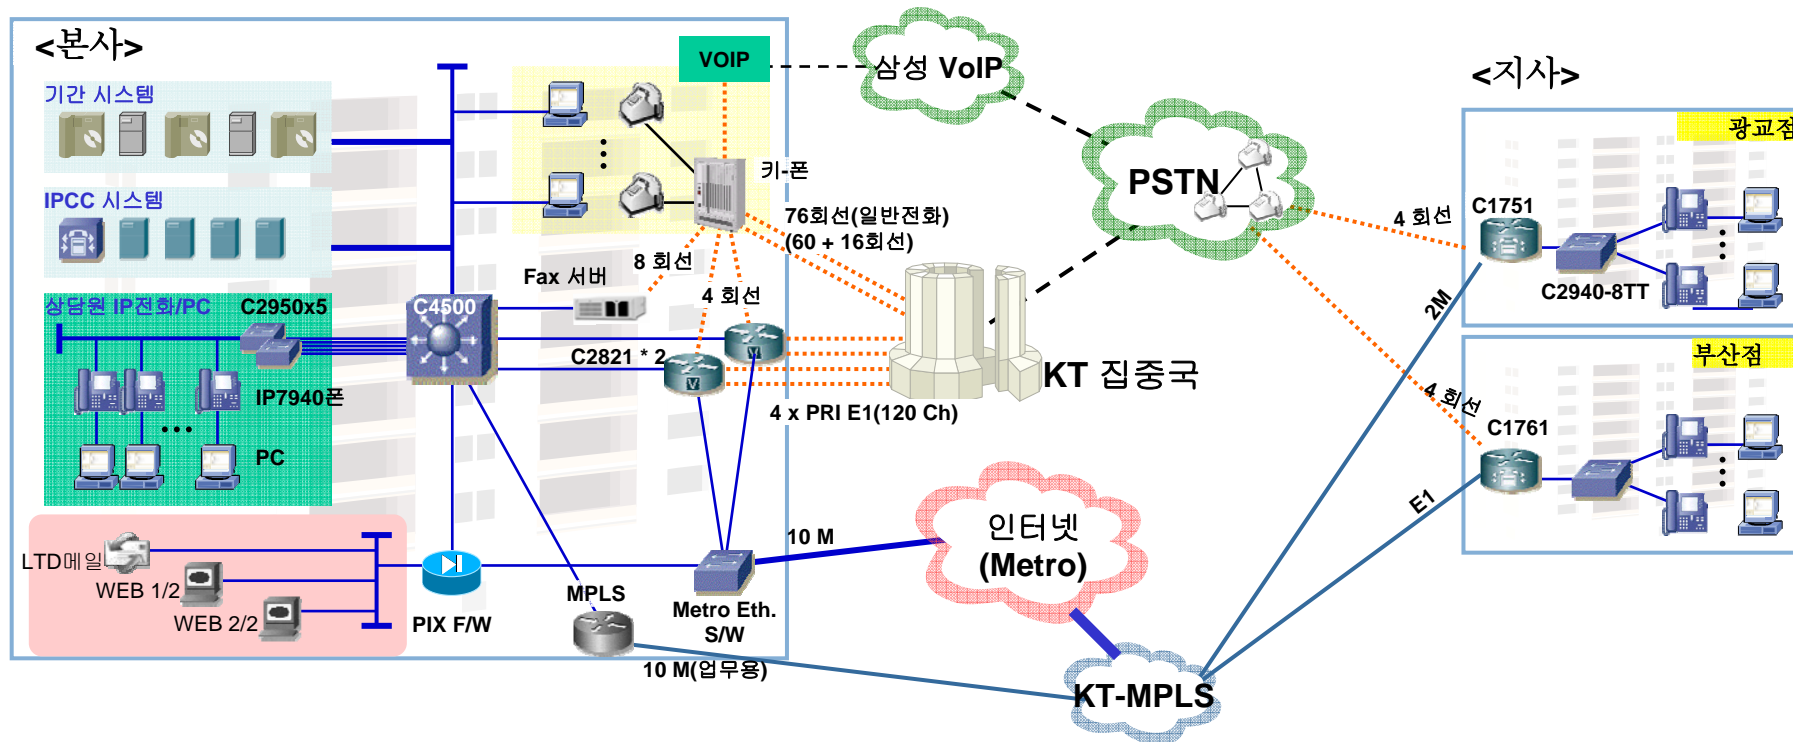 <본사>
기간 시스템
IPCC 시스템
상담원 IP전화/PC
C2950x5
C4500
IP7940폰
PC
LTD메일
WEB 1/2
WEB 2/2
PIX F/W
MPLS
Metro Eth.
S/W
VOIP
키-폰
76회선(일반전화)
(60 + 16회선)
8 회선
Fax 서버
4 회선
C2821 * 2
V
V
4 x PRI E1(120 Ch)
KT 집중국
삼성 VoIP
PSTN
10 M
인터넷
(Metro)
10 M(업무용)
KT-MPLS
2M
E1
<지사>
광교점
4 회선
C1751
C2940-8TT
부산점
4 회선
C1761